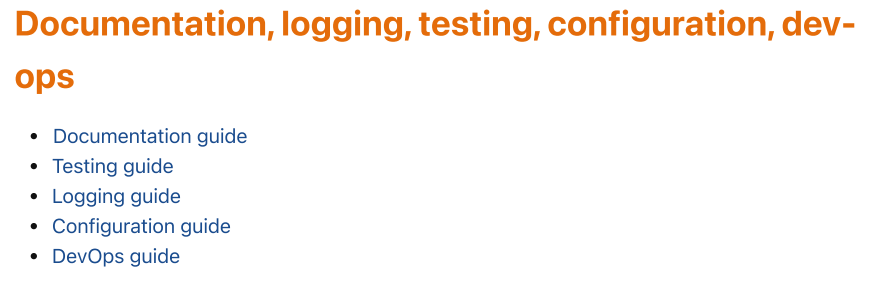 Documentation, logging, testing, configuration, dev-
ops
Documentation guide
Testing guide
Logging guide
Configuration guide
DevOps guide